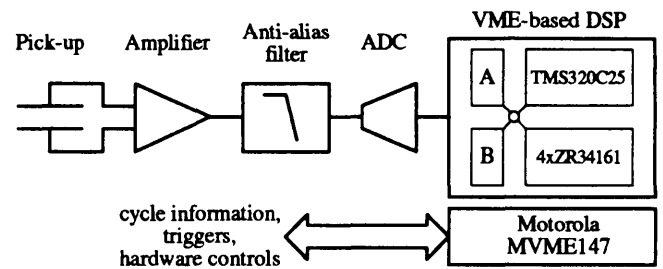 VME-based DSP
Pick-up
Amplifier
Anti-alias
filter
ADC
A
TMS320C25
B
4xZR34161
cycle information,
triggers,
hardware controls
Motorola
MVME147